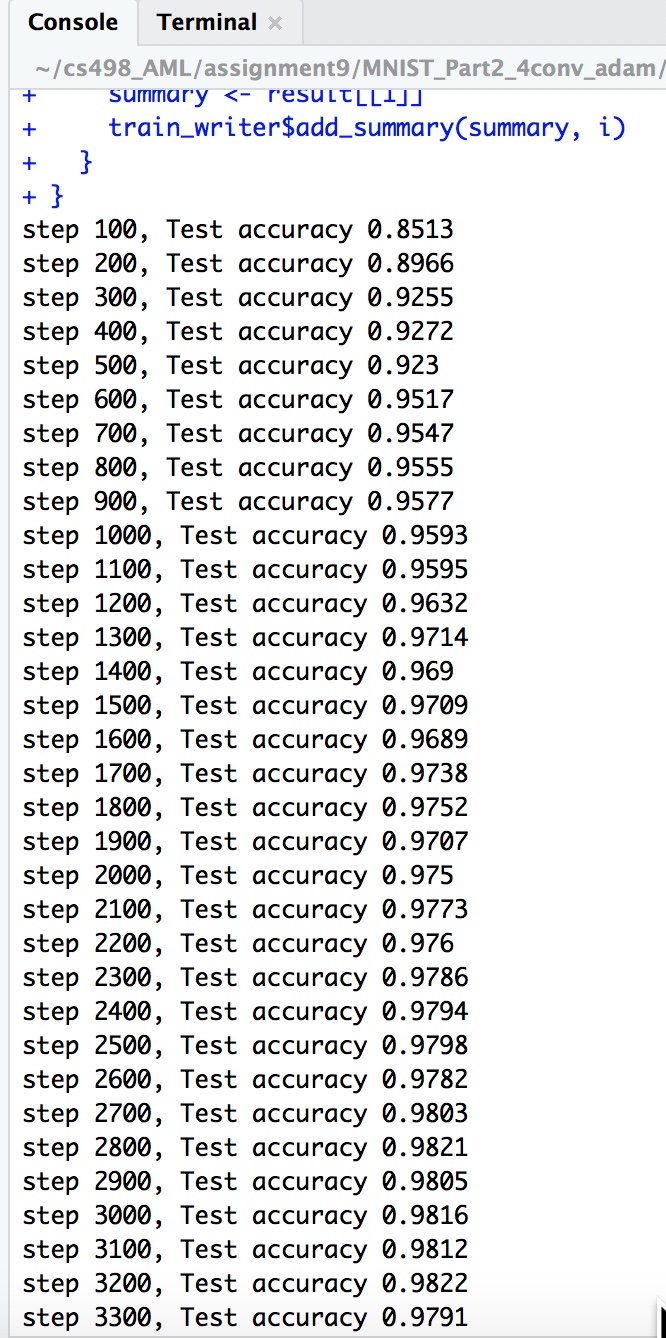 Console Terminal ×
~/cs498_AML/assignment9/MNIST_Part2_4conv_adam/
+     summary <- result[[1]]
+     train_writer$add_summary(summary, i)
+   }
+ }
step 100, Test accuracy 0.8513
step 200, Test accuracy 0.8966
step 300, Test accuracy 0.9255
step 400, Test accuracy 0.9272
step 500, Test accuracy 0.923
step 600, Test accuracy 0.9517
step 700, Test accuracy 0.9547
step 800, Test accuracy 0.9555
step 900, Test accuracy 0.9577
step 1000, Test accuracy 0.9593
step 1100, Test accuracy 0.9595
step 1200, Test accuracy 0.9632
step 1300, Test accuracy 0.9714
step 1400, Test accuracy 0.969
step 1500, Test accuracy 0.9709
step 1600, Test accuracy 0.9689
step 1700, Test accuracy 0.9738
step 1800, Test accuracy 0.9752
step 1900, Test accuracy 0.9707
step 2000, Test accuracy 0.975
step 2100, Test accuracy 0.9773
step 2200, Test accuracy 0.976
step 2300, Test accuracy 0.9786
step 2400, Test accuracy 0.9794
step 2500, Test accuracy 0.9798
step 2600, Test accuracy 0.9782
step 2700, Test accuracy 0.9803
step 2800, Test accuracy 0.9821
step 2900, Test accuracy 0.9805
step 3000, Test accuracy 0.9816
step 3100, Test accuracy 0.9812
step 3200, Test accuracy 0.9822
step 3300, Test accuracy 0.9791